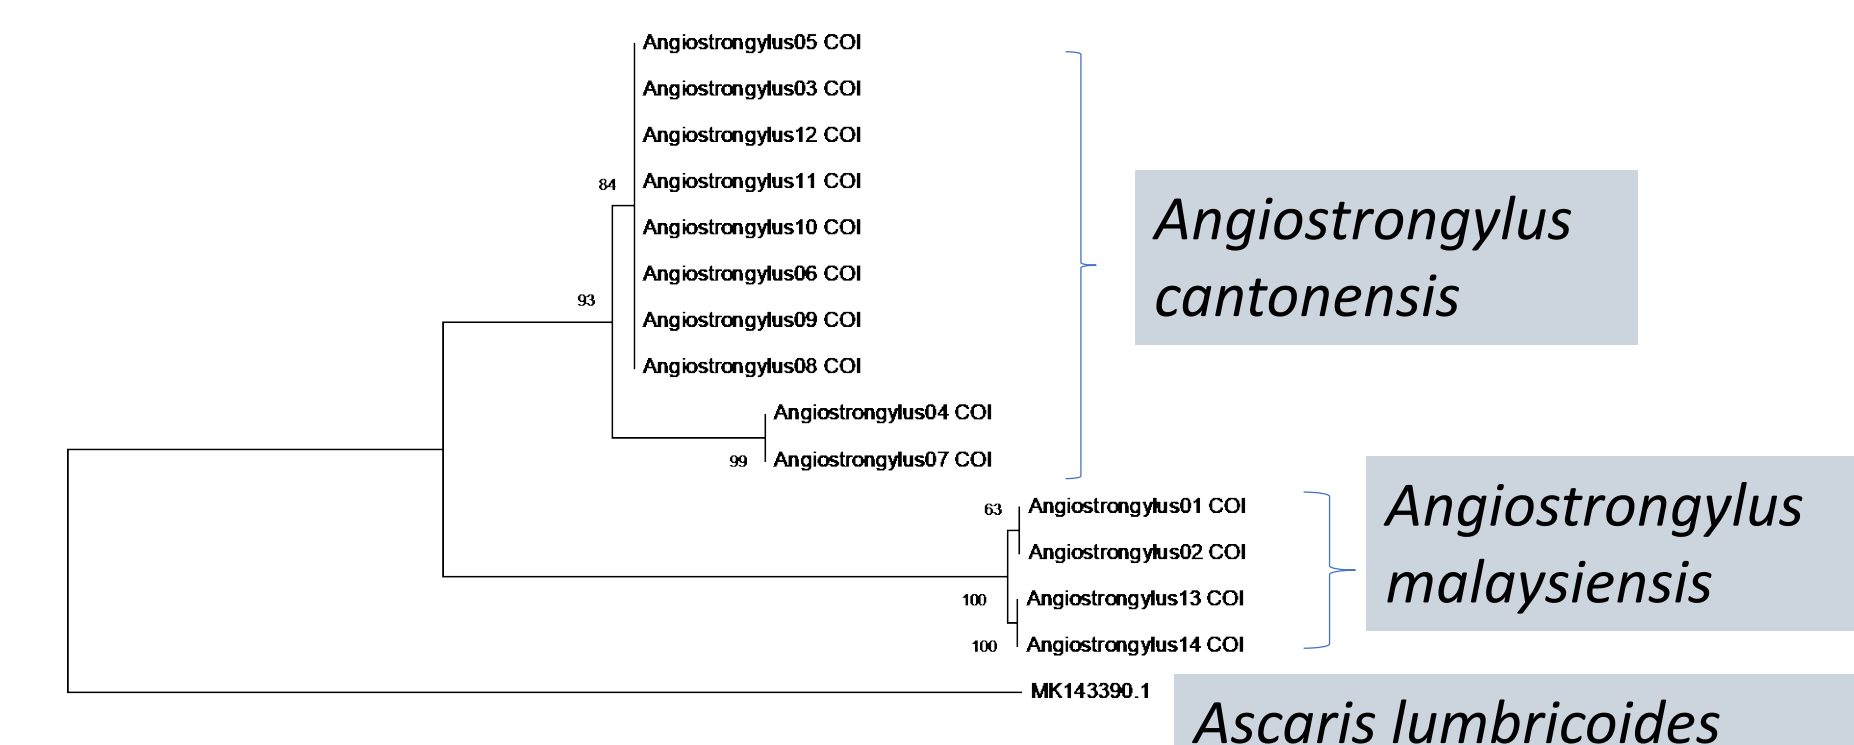 Angiostrongylus05 COI
Angiostrongylus03 COI
Angiostrongylus12 COI
84
Angiostrongylus11 COI
Angiostrongylus10 COI
Angiostrongylus06 COI
93
Angiostrongylus09 COI
Angiostrongylus08 COI
Angiostrongylus04 COI
99
Angiostrongylus07 COI
Angiostrongylus
cantonensis
63
Angiostrongylus01 COI
Angiostrongylus02 COI
100
Angiostrongylus13 COI
100
Angiostrongylus14 COI
Angiostrongylus
malaysiensis
MK143390.1
Ascaris lumbricoides